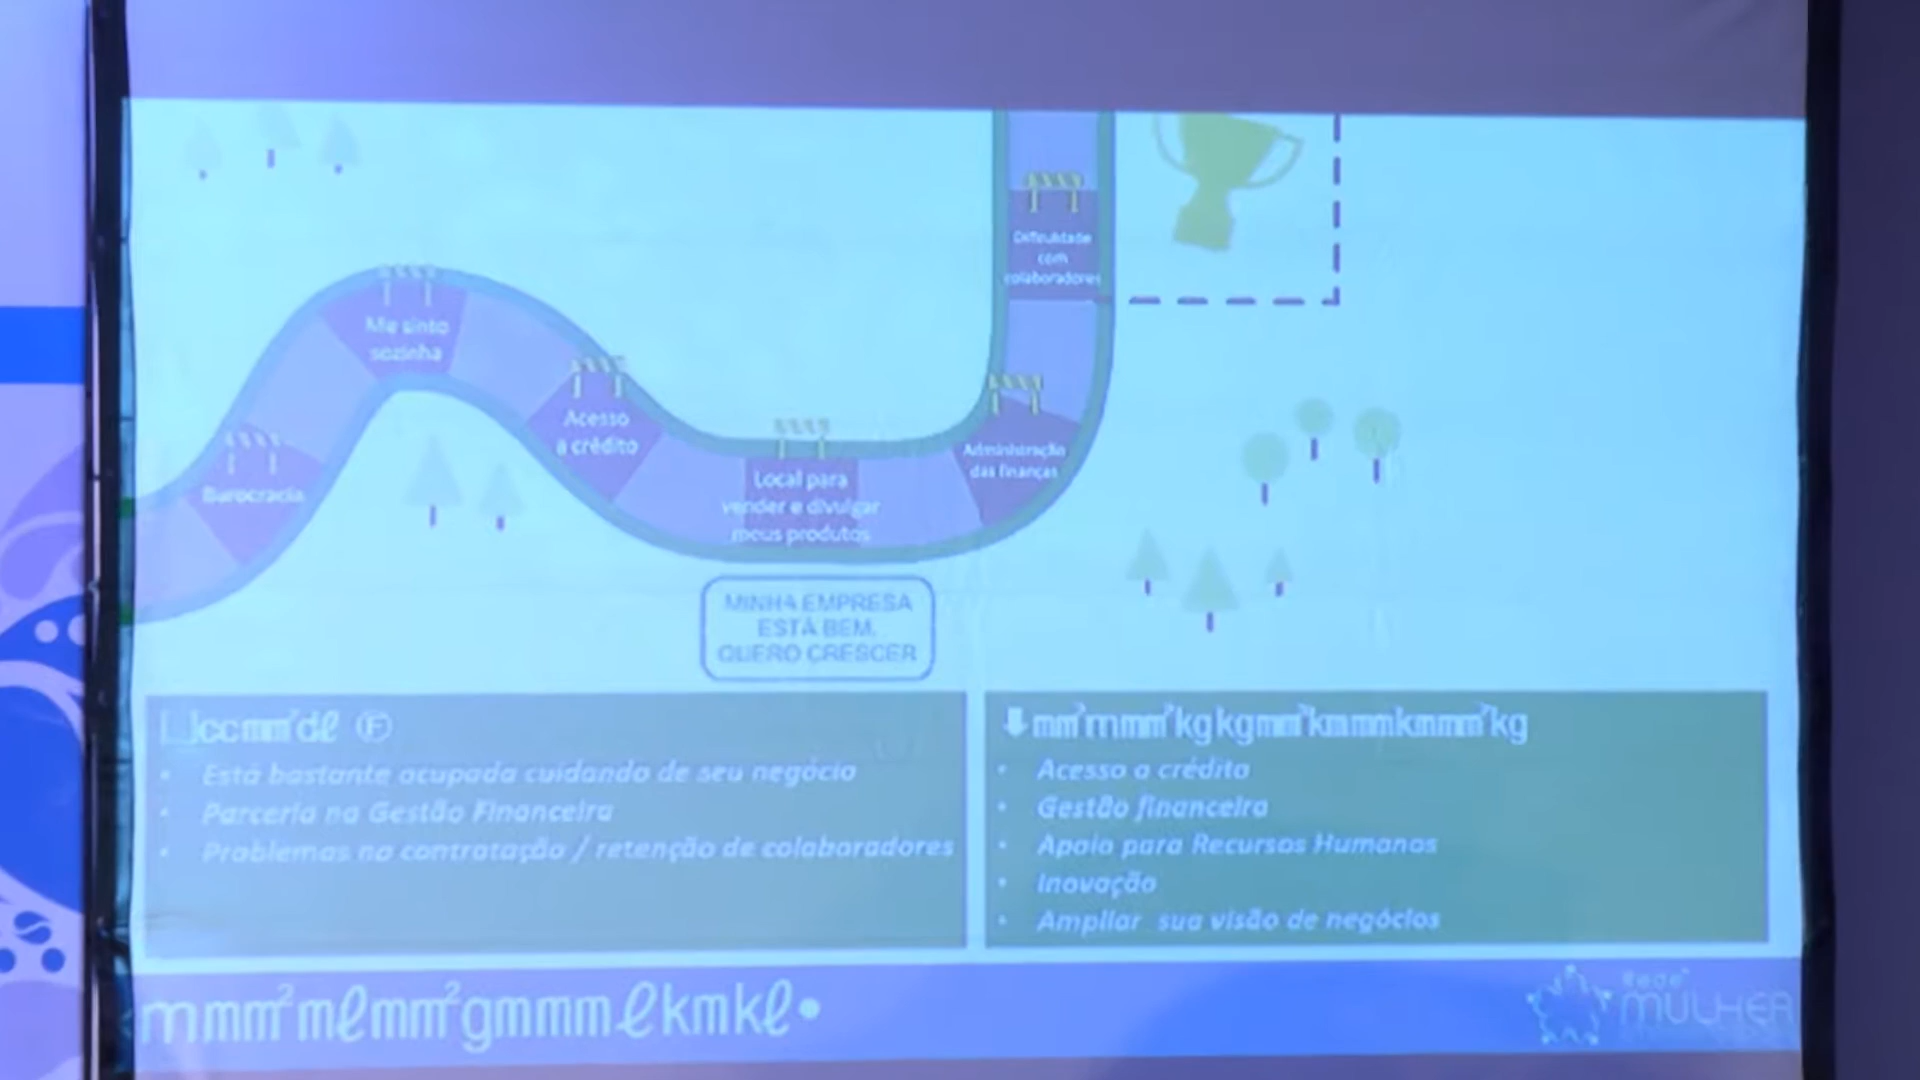 Dificuldade
com
colaboradores
Me sinto
sozinha
Acesso
a crédito
Burocracia
Local para
vender e divulgar
meus produtos
Administração
das finanças
MINHA EMPRESA
ESTÁ BEM,
QUERO CRESCER
Está bastante ocupada cuidando de seu negócio
Parceria na Gestão Financeira
Problemas na contratação / retenção de colaboradores
Acesso a crédito
Gestão financeira
Apoio para Recursos Humanos
Inovação
Ampliar sua visão de negócios
Rede
MULHER